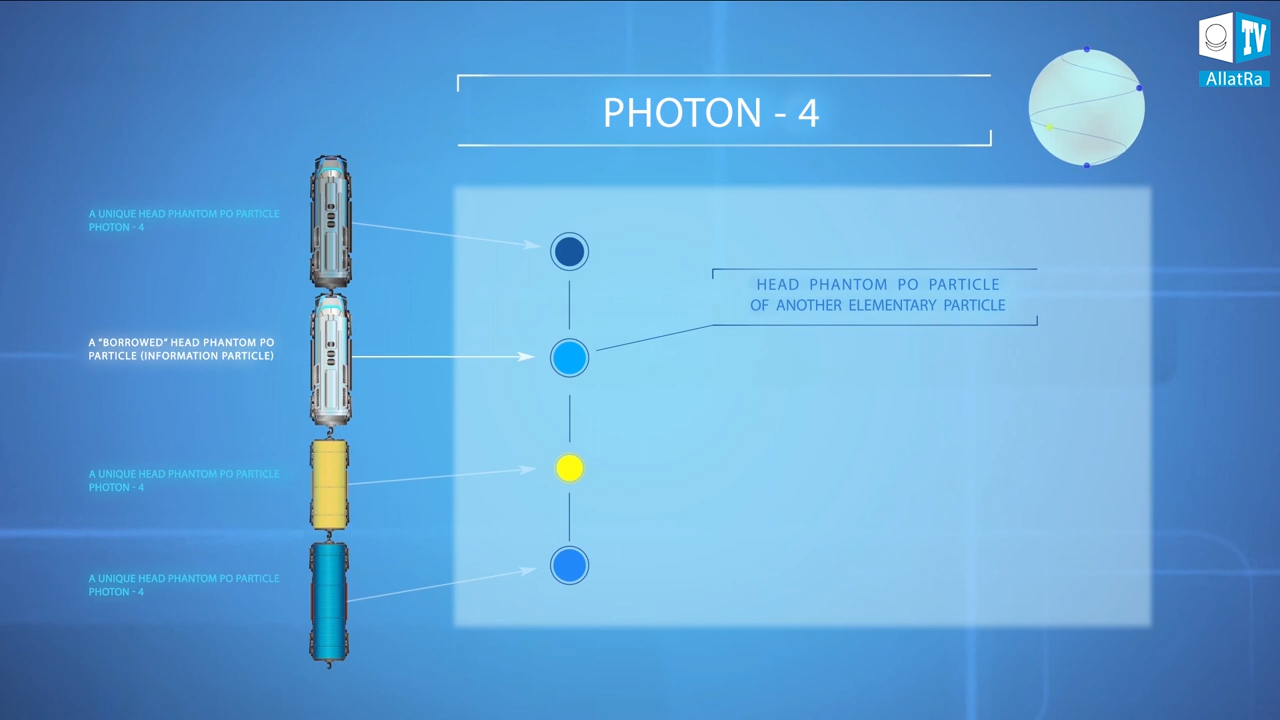 TV
AllatRa
PHOTON - 4
A UNIQUE HEAD PHANTOM PO PARTICLE
PHOTON - 4
HEAD PHANTOM PO PARTICLE
OF ANOTHER ELEMENTARY PARTICLE
A "BORROWED" HEAD PHANTOM PO
PARTICLE (INFORMATION PARTICLE)
A UNIQUE HEAD PHANTOM PO PARTICLE
PHOTON - 4
A UNIQUE HEAD PHANTOM PO PARTICLE
PHOTON - 4